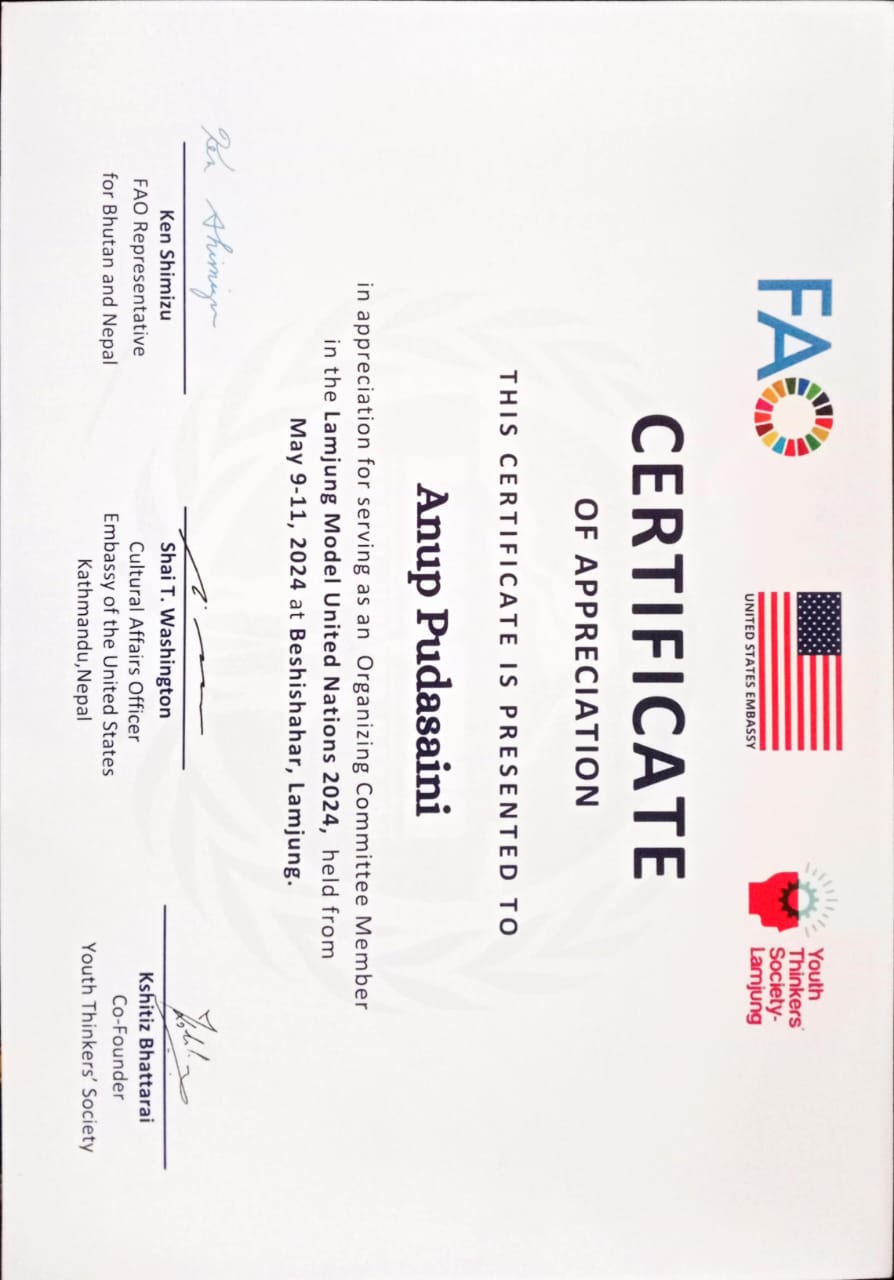 FAO
UNITED STATES EMBASSY
Youth
Thinkers'
Society-
Lamjung
CERTIFICATE
OF APPRECIATION
THIS CERTIFICATE IS PRESENTED TO
Anup Pudasaini
in appreciation for serving as an Organizing Committee Member
in the Lamjung Model United Nations 2024, held from
May 9-11, 2024 at Beshishahar, Lamjung.
Ken Shimizu
Ken Shimizu
FAO Representative
for Bhutan and Nepal
Shai T. Washington
Cultural Affairs Officer
Embassy of the United States
Kathmandu,Nepal
Kshitiz Bhattarai
Co-Founder
Youth Thinkers' Society